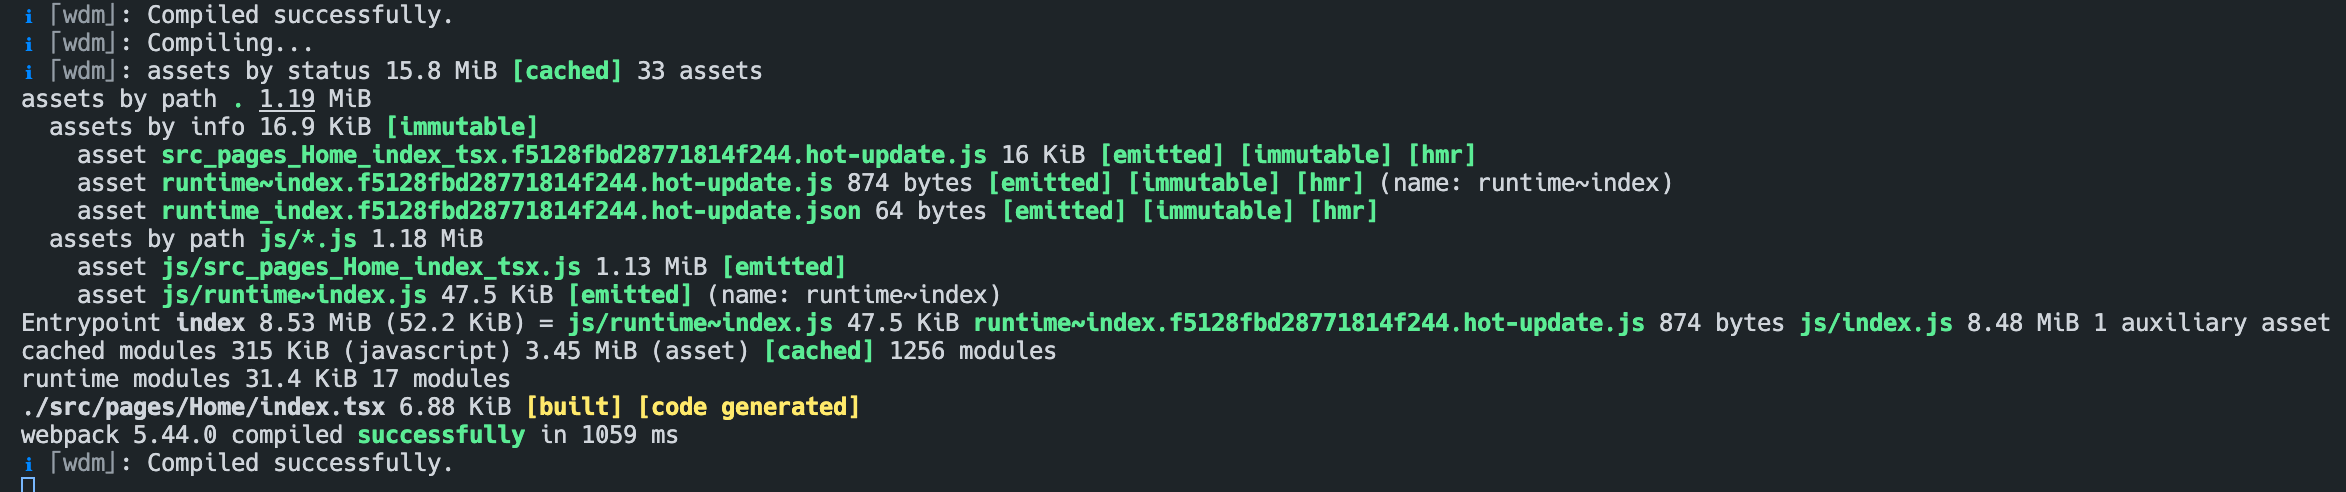 ℹ ｢wdm｣: Compiled successfully.
ℹ ｢wdm｣: Compiling...
ℹ ｢wdm｣: assets by status 15.8 MiB [cached] 33 assets
assets by path . 1.19 MiB
  assets by info 16.9 KiB [immutable]
    asset src_pages_Home_index_tsx.f5128fbd28771814f244.hot-update.js 16 KiB [emitted] [immutable] [hmr]
    asset runtime~index.f5128fbd28771814f244.hot-update.js 874 bytes [emitted] [immutable] [hmr] (name: runtime~index)
    asset runtime_index.f5128fbd28771814f244.hot-update.json 64 bytes [emitted] [immutable] [hmr]
  assets by path js/*.js 1.18 MiB
    asset js/src_pages_Home_index_tsx.js 1.13 MiB [emitted]
    asset js/runtime~index.js 47.5 KiB [emitted] (name: runtime~index)
Entrypoint index 8.53 MiB (52.2 KiB) = js/runtime~index.js 47.5 KiB runtime~index.f5128fbd28771814f244.hot-update.js 874 bytes js/index.js 8.48 MiB 1 auxiliary asset
cached modules 315 KiB (javascript) 3.45 MiB (asset) [cached] 1256 modules
runtime modules 31.4 KiB 17 modules
./src/pages/Home/index.tsx 6.88 KiB [built] [code generated]
webpack 5.44.0 compiled successfully in 1059 ms
ℹ ｢wdm｣: Compiled successfully.